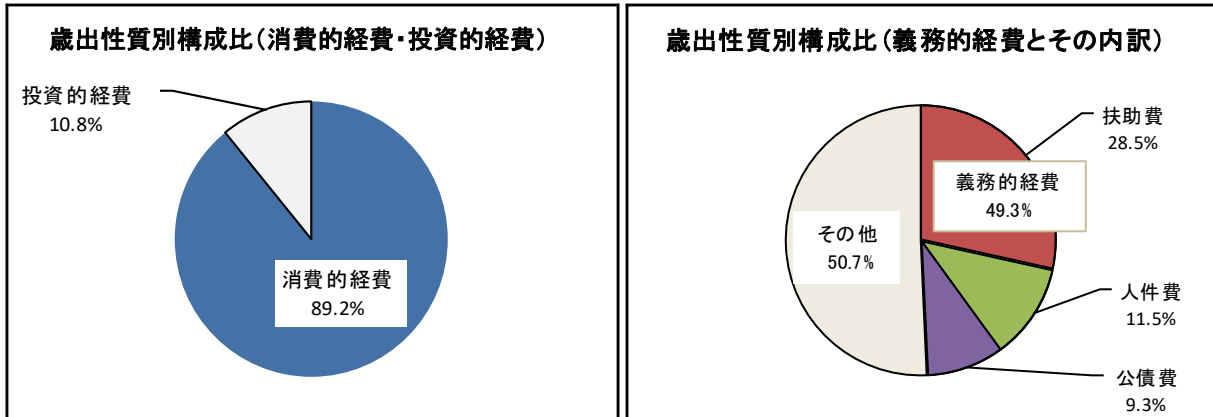 歳出性質別構成比(消費的経費・投資的経費)
投資的経費
10.8%
消費的経費
89.2%
歳出性質別構成比(義務的経費とその内訳)
扶助費
28.5%
義務的経費
49.3%
その他
50.7%
人件費
11.5%
公債費
9.3%